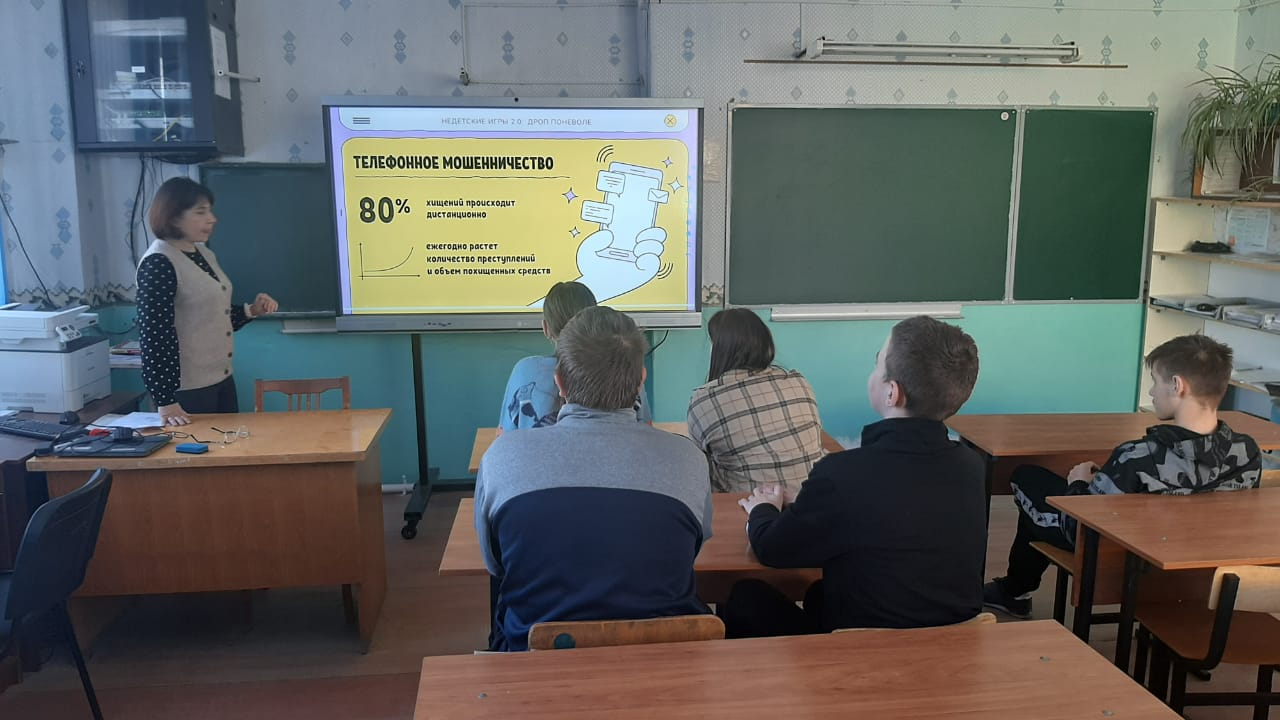 НЕДЕТСКИЕ ИГРЫ 2.0: ДРОП ПОНЕВОЛЕ
ТЕЛЕФОННОЕ МОШЕННИЧЕСТВО
80%
хищений происходит
дистанционно
ежегодно растет
количество преступлений
и объем похищенных средств